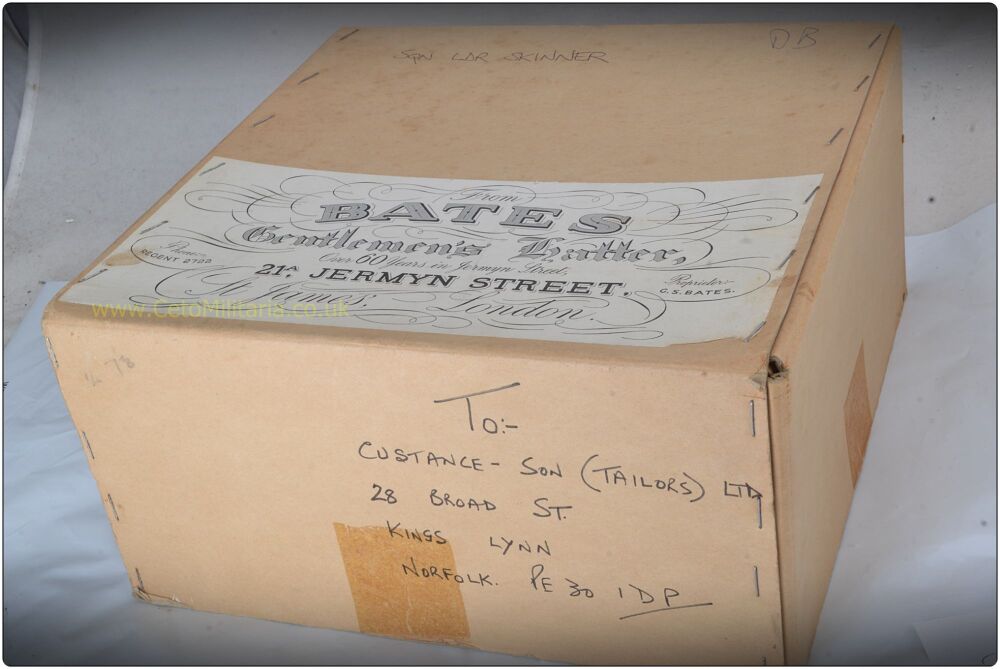 SQN LDR SKINNER
DB
From
BATES
Gentlemen's Hatter,
Over 60 Years in Jermyn Street,
21A JERMYN STREET.
St James's, London.
Phone:
REGENT 2722
Proprietor:
C.S. BATES.
www.CetoMilitaria.co.uk
To:-
CUSTANCE - SON (TAILORS) LTD
28 BROAD ST.
KINGS LYNN
NORFOLK. PE 30 1DP